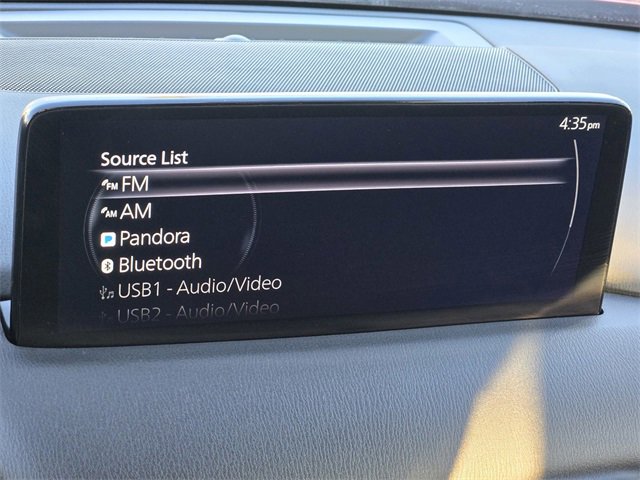 4:35pm
Source List
FM FM
AM AM
Pandora
Bluetooth
USB1 - Audio/Video
USB2 - Audio/Video